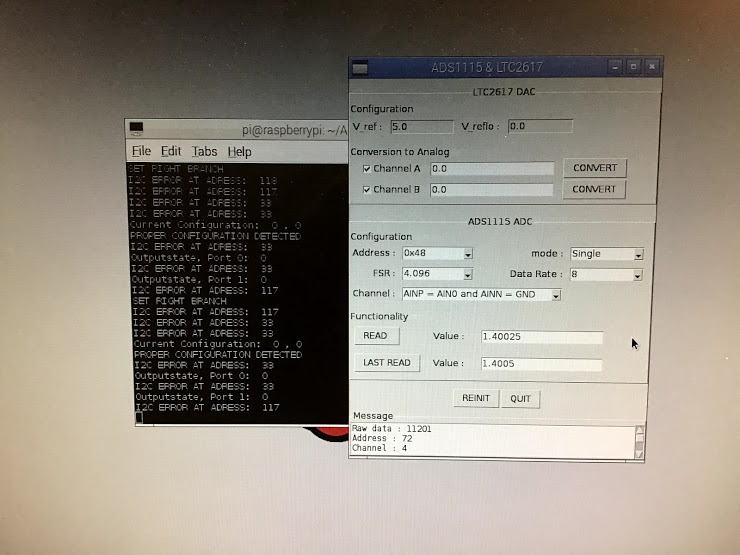 pi@raspberrypi: ~/A
File Edit Tabs Help
SET RIGHT BRANCH
I2C ERROR AT ADRESS: 113
I2C ERROR AT ADRESS: 117
I2C ERROR AT ADRESS: 33
I2C ERROR AT ADRESS: 33
Current Configuration: 0 , 0
PROPER CONFIGURATION DETECTED
I2C ERROR AT ADRESS: 33
Outputstate, Port 0: 0
I2C ERROR AT ADRESS: 33
Outputstate, Port 1: 0
I2C ERROR AT ADRESS: 117
SET RIGHT BRANCH
I2C ERROR AT ADRESS: 117
I2C ERROR AT ADRESS: 33
I2C ERROR AT ADRESS: 33
Current Configuration: 0 , 0
PROPER CONFIGURATION DETECTED
I2C ERROR AT ADRESS: 33
Outputstate, Port 0: 0
I2C ERROR AT ADRESS: 33
Outputstate, Port 1: 0
I2C ERROR AT ADRESS: 117
ADS1115 & LTC2617
LTC2617 DAC
Configuration
V_ref : 5.0 V_reflo : 0.0
Conversion to Analog
Channel A 0.0 CONVERT
Channel B 0.0 CONVERT
ADS1115 ADC
Configuration
Address : 0x48 mode : Single
FSR : 4.096 Data Rate : 8
Channel : AINP = AIN0 and AINN = GND
Functionality
READ Value : 1.40025
LAST READ Value : 1.4005
REINIT QUIT
Message
Raw data : 11201
Address : 72
Channel : 4